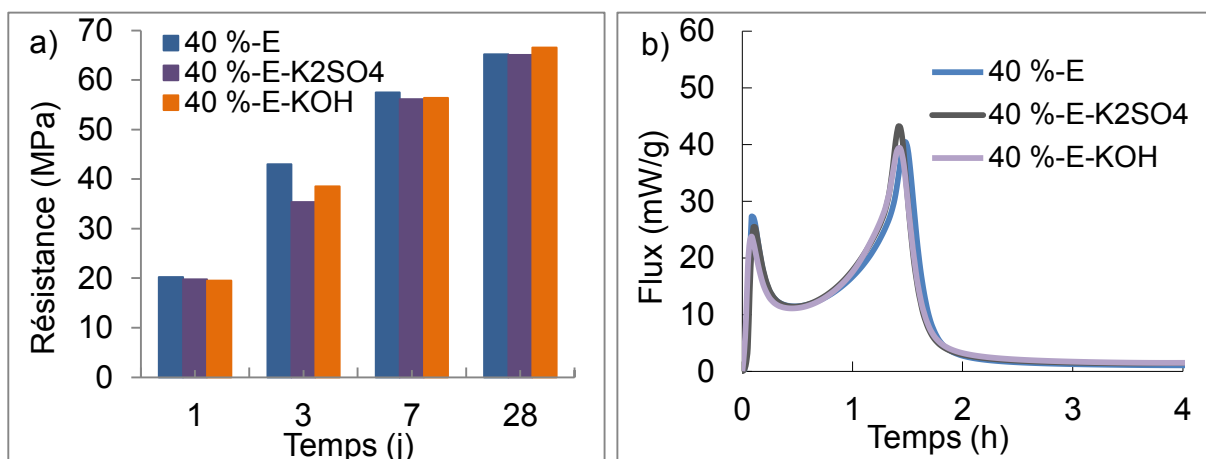 a)
40 %-E
40 %-E-K2SO4
40 %-E-KOH
Résistance (MPa)
70
60
50
40
30
20
10
0
1 3 7 28
Temps (j)
b)
40 %-E
40 %-E-K2SO4
40 %-E-KOH
Flux (mW/g)
60
50
40
30
20
10
0
0 1 2 3 4
Temps (h)